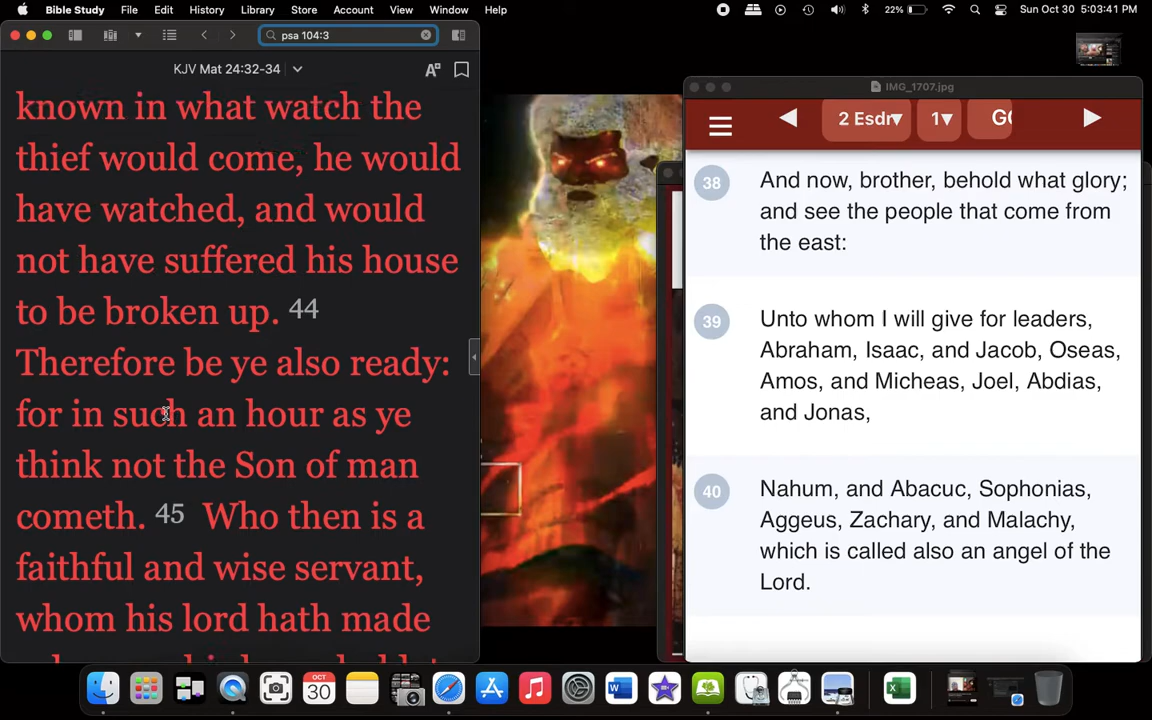 Bible Study File Edit History Library Store Account View Window Help 22% Sun Oct 30 5:03:41 PM
psa 104:3
KJV Mat 24:32-34
known in what watch the
thief would come, he would
have watched, and would
not have suffered his house
to be broken up. 44
Therefore be ye also ready:
for in such an hour as ye
think not the Son of man
cometh. 45 Who then is a
faithful and wise servant,
whom his lord hath made
IMG_1707.jpg
2 Esdr▾ 1▾
38 And now, brother, behold what glory;
and see the people that come from
the east:
39 Unto whom I will give for leaders,
Abraham, Isaac, and Jacob, Oseas,
Amos, and Micheas, Joel, Abdias,
and Jonas,
40 Nahum, and Abacuc, Sophonias,
Aggeus, Zachary, and Malachy,
which is called also an angel of the
Lord.
OCT
30